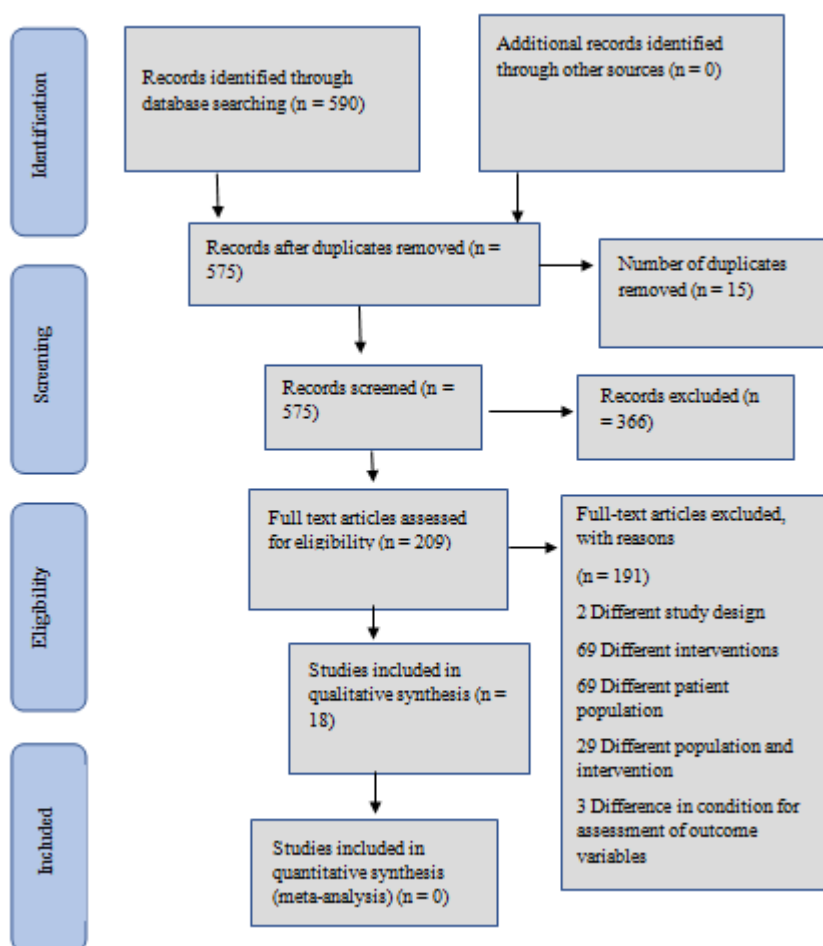 Identification
Records identified through
database searching (n = 590)
Additional records identified
through other sources (n = 0)
Records after duplicates removed (n =
575)
Number of duplicates
removed (n = 15)
Screening
Records screened (n =
575)
Records excluded (n
= 366)
Eligibility
Full text articles assessed
for eligibility (n = 209)
Full-text articles excluded,
with reasons
(n = 191)
2 Different study design
69 Different interventions
69 Different patient
population
29 Different population and
intervention
3 Difference in condition for
assessment of outcome
variables
Studies included in
qualitative synthesis (n =
18)
Included
Studies included in
quantitative synthesis
(meta-analysis) (n = 0)